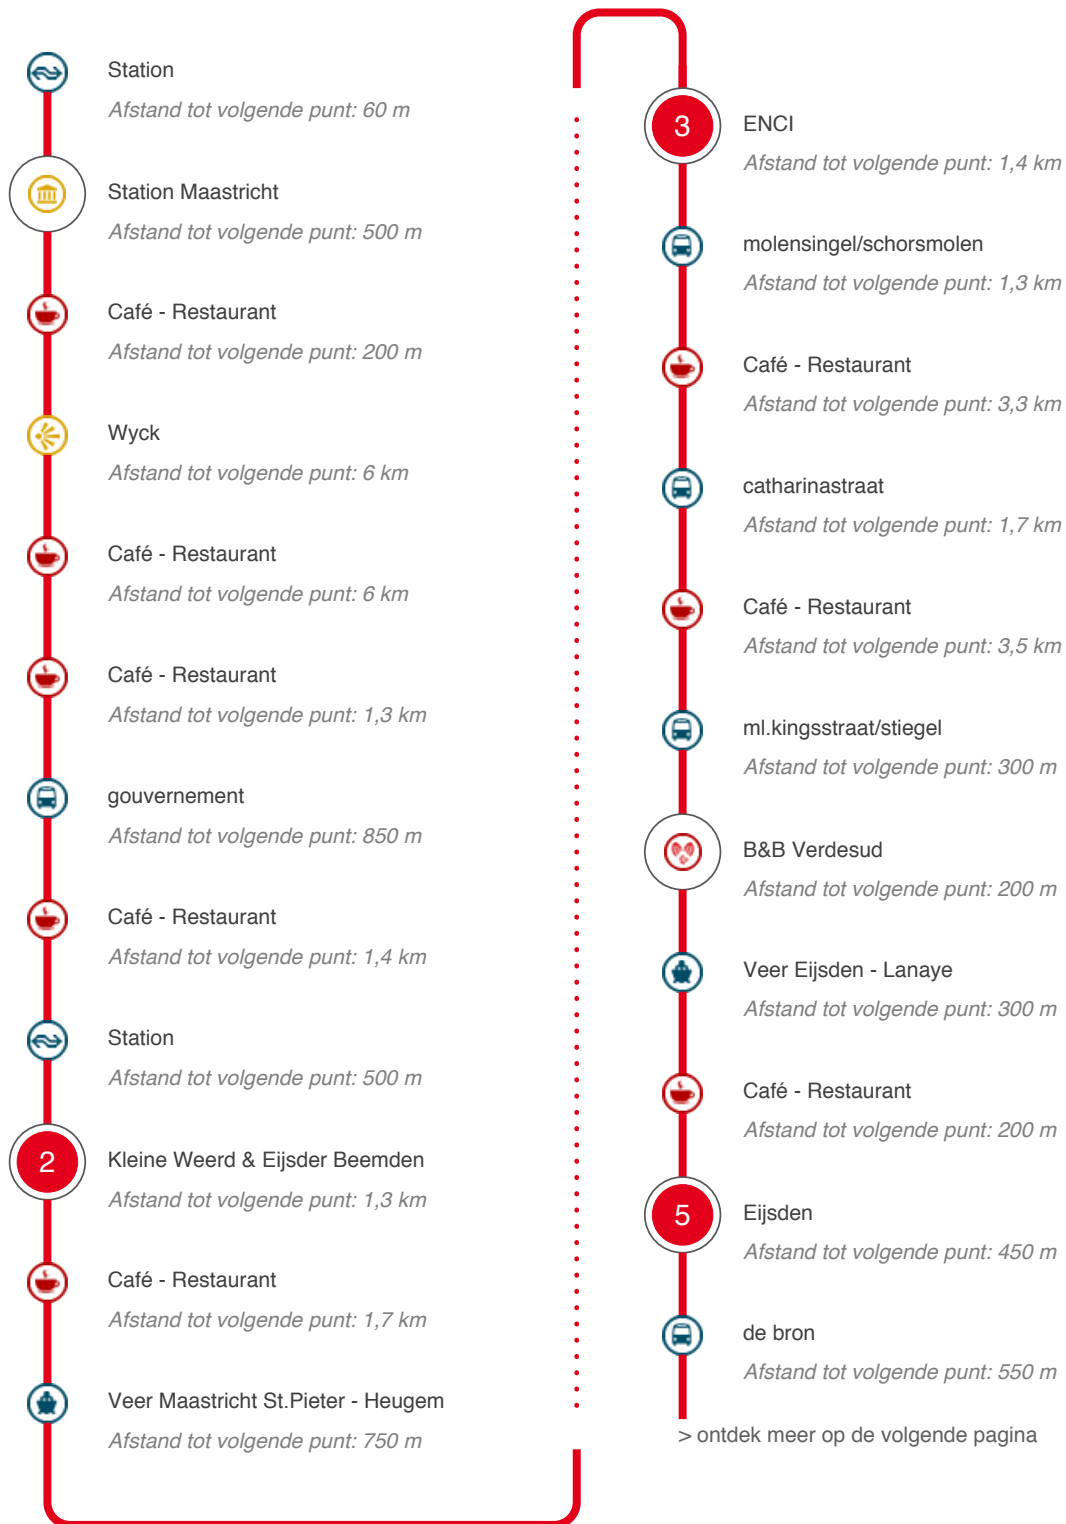 Station
Afstand tot volgende punt: 60 m
Station Maastricht
Afstand tot volgende punt: 500 m
Café - Restaurant
Afstand tot volgende punt: 200 m
Wyck
Afstand tot volgende punt: 6 km
Café - Restaurant
Afstand tot volgende punt: 6 km
Café - Restaurant
Afstand tot volgende punt: 1,3 km
gouvernement
Afstand tot volgende punt: 850 m
Café - Restaurant
Afstand tot volgende punt: 1,4 km
Station
Afstand tot volgende punt: 500 m
2
Kleine Weerd & Eijsder Beemden
Afstand tot volgende punt: 1,3 km
Café - Restaurant
Afstand tot volgende punt: 1,7 km
Veer Maastricht St.Pieter - Heugem
Afstand tot volgende punt: 750 m
3
ENCI
Afstand tot volgende punt: 1,4 km
molensingel/schorsmolen
Afstand tot volgende punt: 1,3 km
Café - Restaurant
Afstand tot volgende punt: 3,3 km
catharinastraat
Afstand tot volgende punt: 1,7 km
Café - Restaurant
Afstand tot volgende punt: 3,5 km
ml.kingsstraat/stiegel
Afstand tot volgende punt: 300 m
B&B Verdesud
Afstand tot volgende punt: 200 m
Veer Eijsden - Lanaye
Afstand tot volgende punt: 300 m
Café - Restaurant
Afstand tot volgende punt: 200 m
5
Eijsden
Afstand tot volgende punt: 450 m
de bron
Afstand tot volgende punt: 550 m
> ontdek meer op de volgende pagina